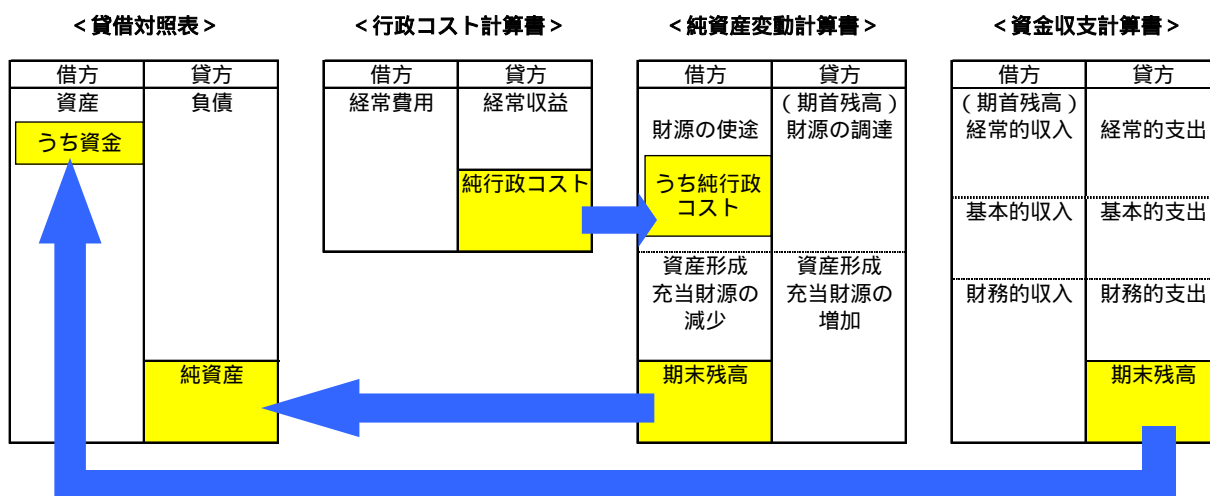 ＜貸借対照表＞
借方 貸方
資産 負債
うち資金
純資産
＜行政コスト計算書＞
借方 貸方
経常費用 経常収益
純行政コスト
＜純資産変動計算書＞
借方 貸方
（期首残高）
財源の使途 財源の調達
うち純行政
コスト
資産形成 資産形成
充当財源の 充当財源の
減少 増加
期末残高
＜資金収支計算書＞
借方 貸方
（期首残高）
経常的収入 経常的支出
基本的収入 基本的支出
財務的収入 財務的支出
期末残高